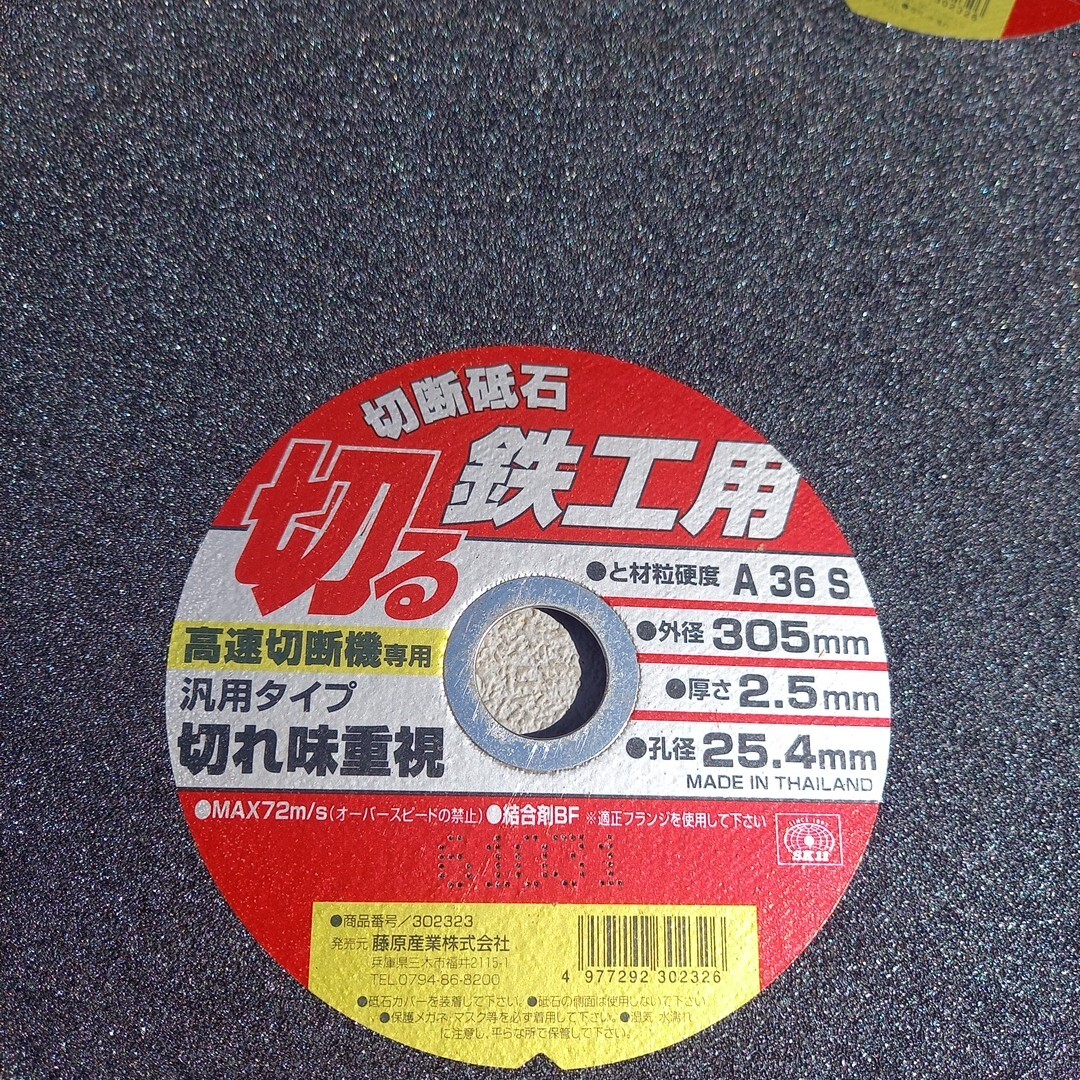 切断砥石
鉄工用
切る
●と材粒硬度 A 36 S
●外径 305mm
高速切断機専用
●厚さ 2.5mm
汎用タイプ
●孔径 25.4mm
切れ味重視
MADE IN THAILAND
●MAX72m/s(オーバースピードの禁止) ●結合剤BF ※適正フランジを使用して下さい
SINCE
SK11
●商品番号/302323
発売元 藤原産業株式会社
兵庫県三木市福井2115-1
TEL.0794-86-8200
4 977292 302326
●砥石カバーを装着して下さい。●砥石の側面は使用しないで下さい。
●保護メガネ、マスク等を必ず着用して下さい。●湿気、水濡れ
に注意し、平らな所で保管して下さい。